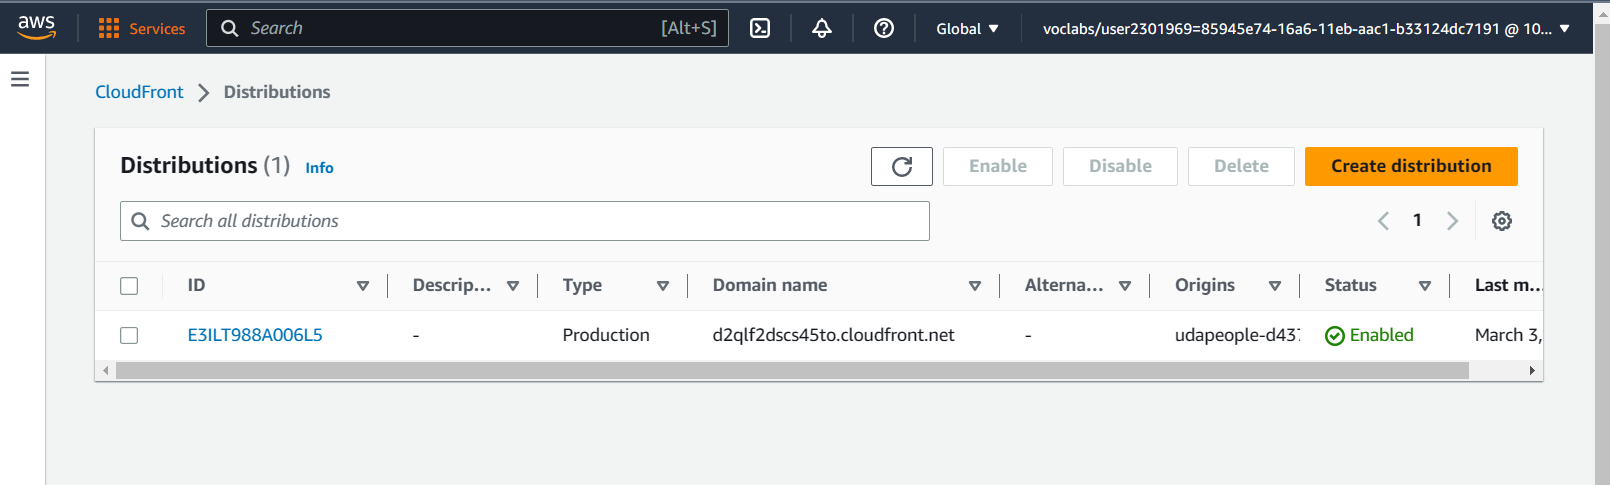 aws Services Search [Alt+S] Global voclabs/user2301969=85945e74-16a6-11eb-aac1-b33124dc7191 @ 10...
CloudFront Distributions
Distributions (1) Info Enable Disable Delete Create distribution
Search all distributions 1
ID Descrip... Type Domain name Alterna... Origins Status Last m...
E3ILT988A006L5 - Production d2qlf2dscs45to.cloudfront.net - udapeople-d437 Enabled March 3,